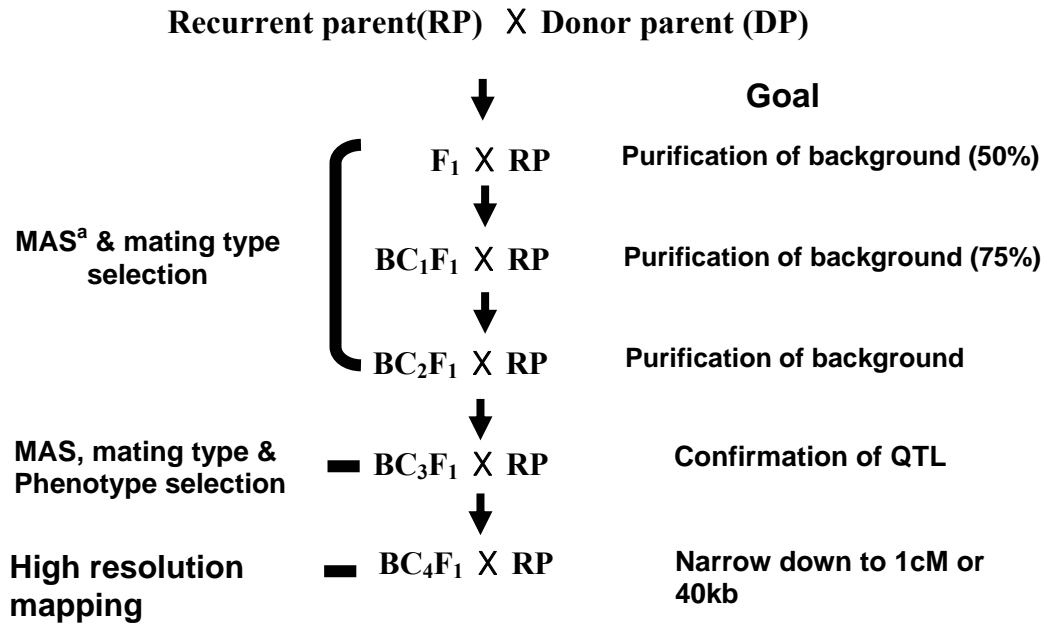 Recurrent parent(RP) X Donor parent (DP)
Goal
F1 X RP
Purification of background (50%)
MASa & mating type
selection
BC1F1 X RP
Purification of background (75%)
BC2F1 X RP
Purification of background
MAS, mating type &
Phenotype selection
BC3F1 X RP
Confirmation of QTL
High resolution
mapping
BC4F1 X RP
Narrow down to 1cM or
40kb